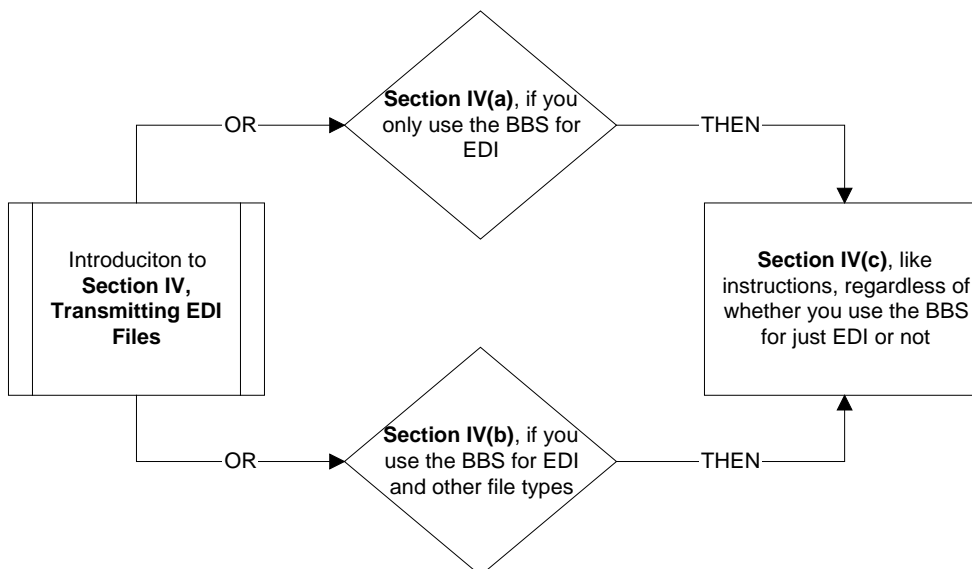 Section IV(a), if you
only use the BBS for
EDI
OR
THEN
Introduciton to
Section IV,
Transmitting EDI
Files
Section IV(c), like
instructions, regardless of
whether you use the BBS
for just EDI or not
Section IV(b), if you
use the BBS for EDI
and other file types
OR
THEN